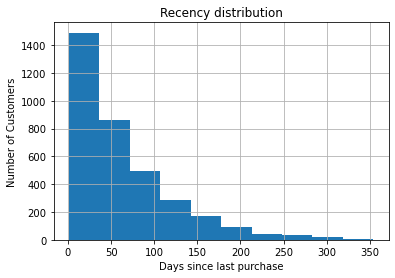 Recency distribution
Number of Customers
1400
1200
1000
800
600
400
200
0
0 50 100 150 200 250 300 350
Days since last purchase